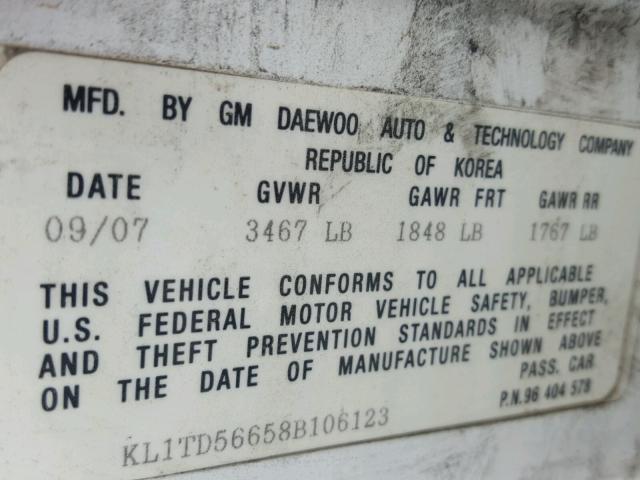 MFD. BY GM DAEWOO AUTO & TECHNOLOGY COMPANY
REPUBLIC OF KOREA
DATE GVWR GAWR FRT GAWR RR
09/07 3467 LB 1848 LB 1767 LB
THIS VEHICLE CONFORMS TO ALL APPLICABLE
U.S. FEDERAL MOTOR VEHICLE SAFETY, BUMPER,
AND THEFT PREVENTION STANDARDS IN EFFECT
ON THE DATE OF MANUFACTURE SHOWN ABOVE
PASS. CAR
P.N. 96 404 578
KL1TD56658B106123